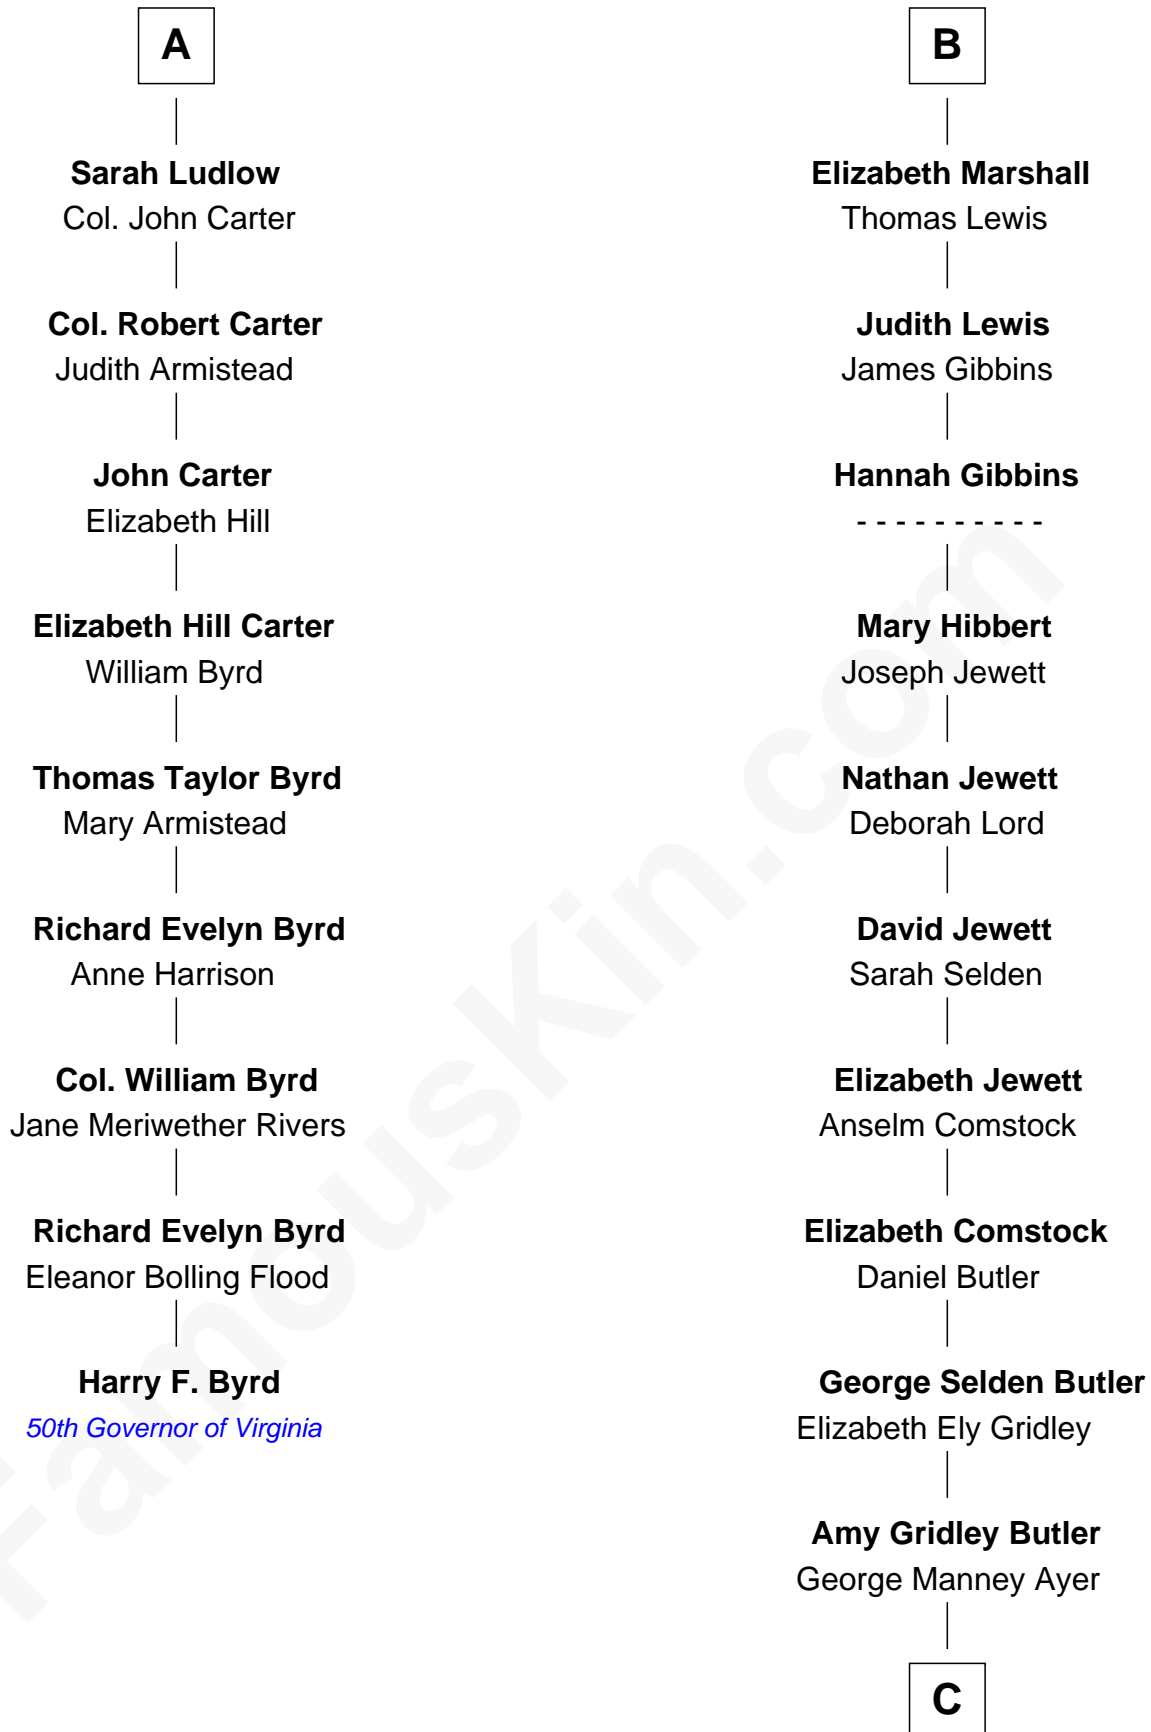 A
Sarah Ludlow
Col. John Carter
Col. Robert Carter
Judith Armistead
John Carter
Elizabeth Hill
Elizabeth Hill Carter
William Byrd
Thomas Taylor Byrd
Mary Armistead
Richard Evelyn Byrd
Anne Harrison
Col. William Byrd
Jane Meriwether Rivers
Richard Evelyn Byrd
Eleanor Bolling Flood
Harry F. Byrd
50th Governor of Virginia
B
Elizabeth Marshall
Thomas Lewis
Judith Lewis
James Gibbins
Hannah Gibbins
- - - - - - - - - -
Mary Hibbert
Joseph Jewett
Nathan Jewett
Deborah Lord
David Jewett
Sarah Selden
Elizabeth Jewett
Anselm Comstock
Elizabeth Comstock
Daniel Butler
George Selden Butler
Elizabeth Ely Gridley
Amy Gridley Butler
George Manney Ayer
C
FamousKin.com